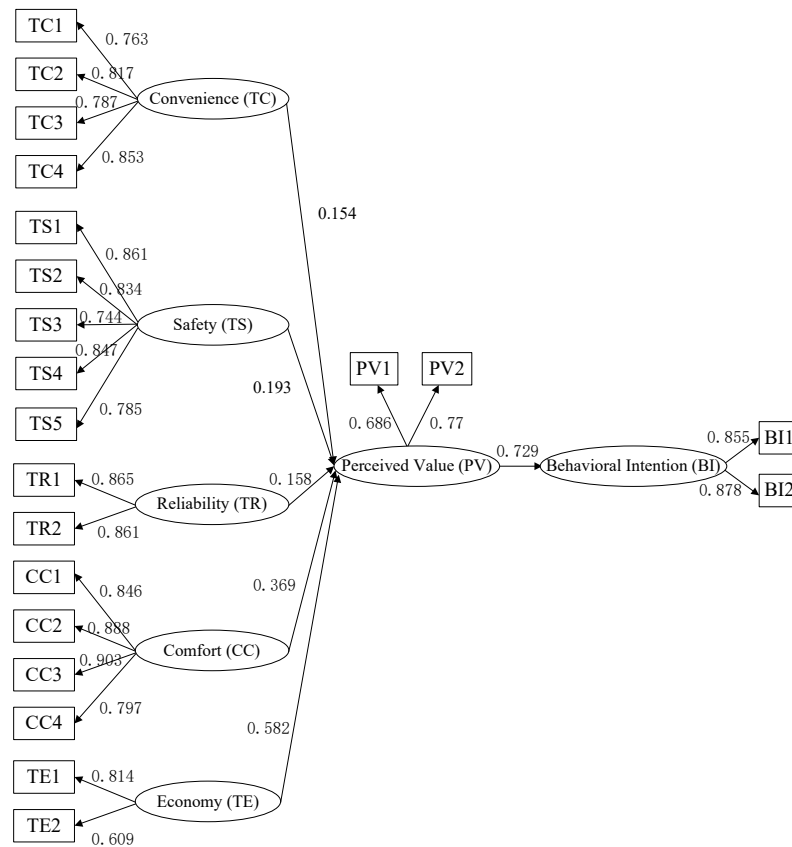 TC1
0.763
TC2
0.817
0.787
Convenience (TC)
TC3
0.853
TC4
0.154
TS1
0.861
TS2
0.834
TS3
0.744
Safety (TS)
0.847
TS4
0.785
TS5
0.193
PV1
PV2
0.686
0.77
BI1
0.855
TR1
0.865
Perceived Value (PV)
0.729
Behavioral Intention (BI)
0.158
Reliability (TR)
0.878
BI2
TR2
0.861
CC1
0.846
0.369
CC2
0.888
Comfort (CC)
0.903
CC3
0.797
CC4
0.582
TE1
0.814
Economy (TE)
TE2
0.609